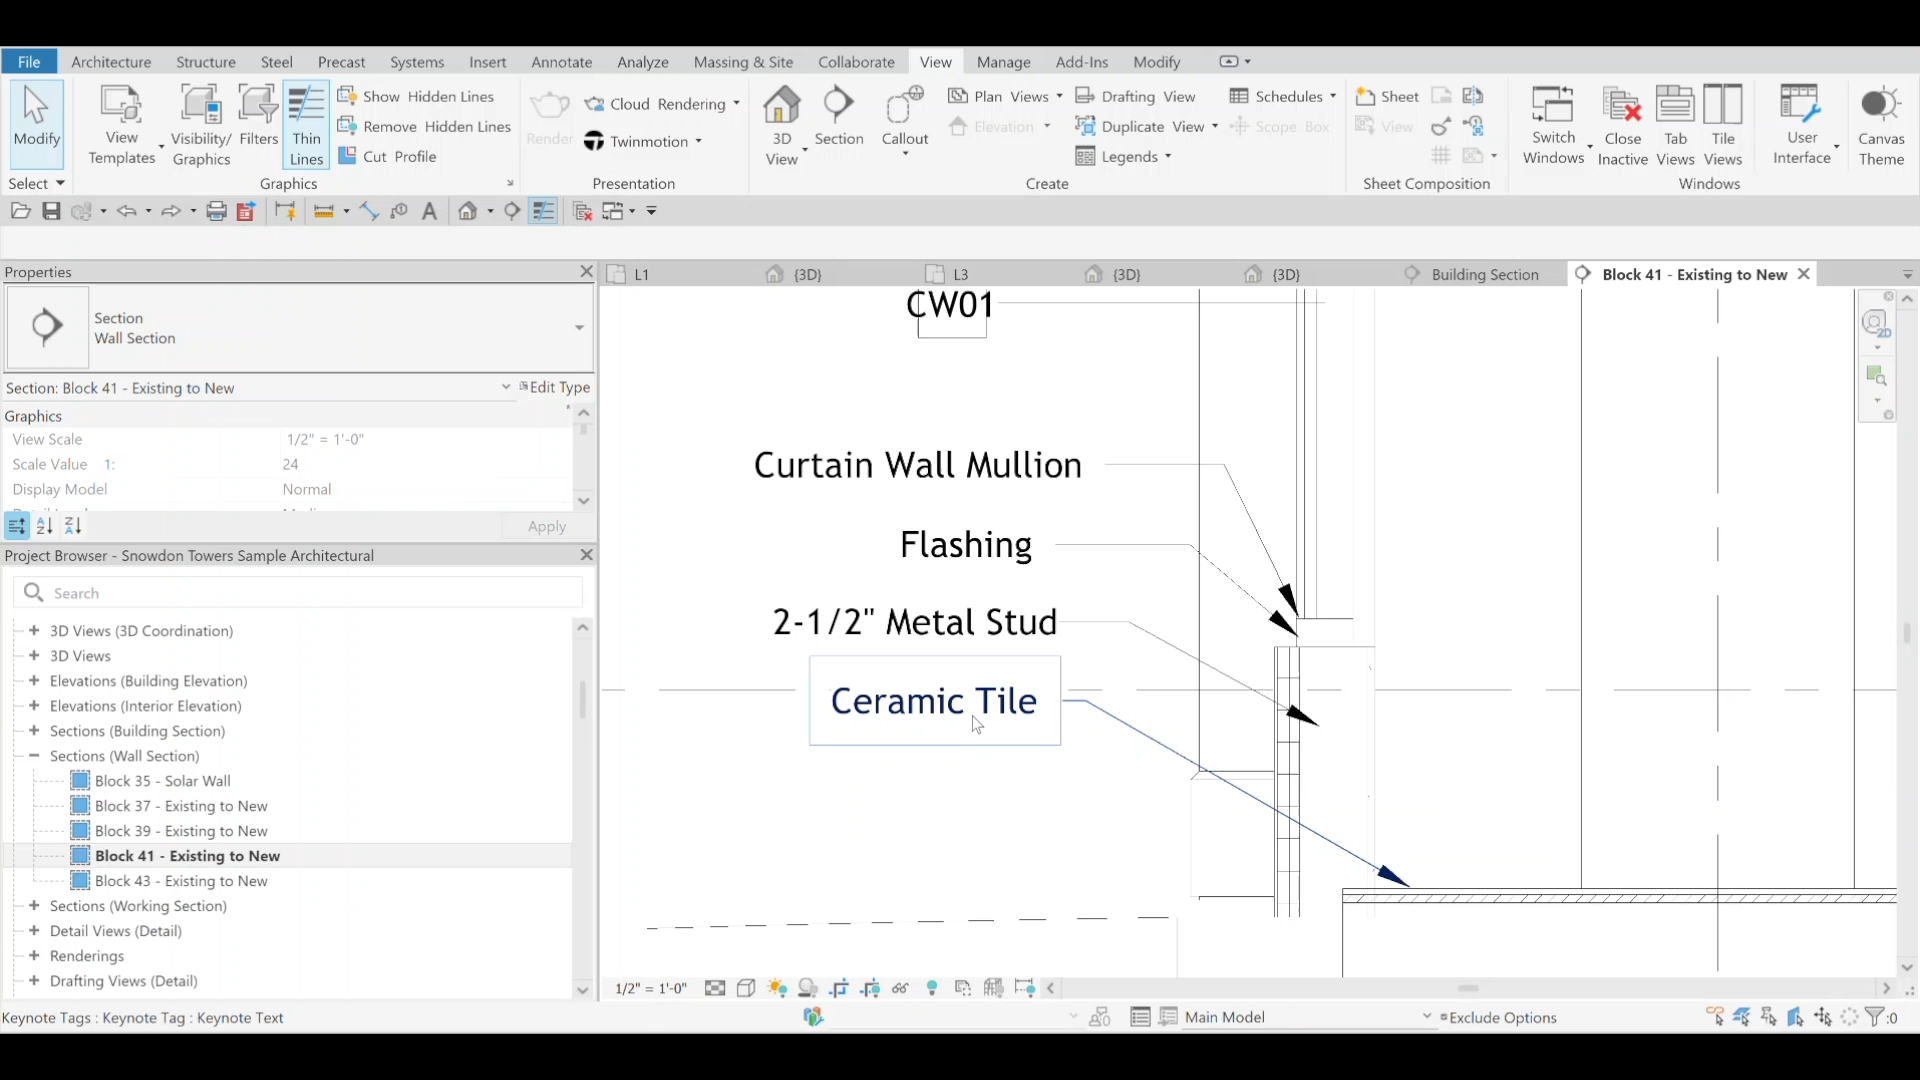 File Architecture Structure Steel Precast Systems Insert Annotate Analyze Massing & Site Collaborate View Manage Add-Ins Modify
Modify
View
Templates
Visibility/
Graphics
Filters
Thin
Lines
Show Hidden Lines
Remove Hidden Lines
Cut Profile
Render
Cloud Rendering
Twinmotion
3D
View
Section
Callout
Plan Views
Elevation
Drafting View
Duplicate View
Legends
Schedules
Scope Box
Sheet
View
Switch
Windows
Close
Inactive
Tab
Views
Tile
Views
User
Interface
Canvas
Theme
Select Graphics Presentation Create Sheet Composition Windows
Properties
Section
Wall Section
Section: Block 41 - Existing to New Edit Type
Graphics
View Scale 1/2" = 1'-0"
Scale Value 1: 24
Display Model Normal
Apply
Project Browser - Snowdon Towers Sample Architectural
Search
3D Views (3D Coordination)
3D Views
Elevations (Building Elevation)
Elevations (Interior Elevation)
Sections (Building Section)
Sections (Wall Section)
Block 35 - Solar Wall
Block 37 - Existing to New
Block 39 - Existing to New
Block 41 - Existing to New
Block 43 - Existing to New
Sections (Working Section)
Detail Views (Detail)
Renderings
Drafting Views (Detail)
L1 {3D} L3 {3D} {3D} Building Section Block 41 - Existing to New
CW01
Curtain Wall Mullion
Flashing
2-1/2" Metal Stud
Ceramic Tile
2D
1/2" = 1'-0"
Keynote Tags : Keynote Tag : Keynote Text
Main Model
Exclude Options
:0